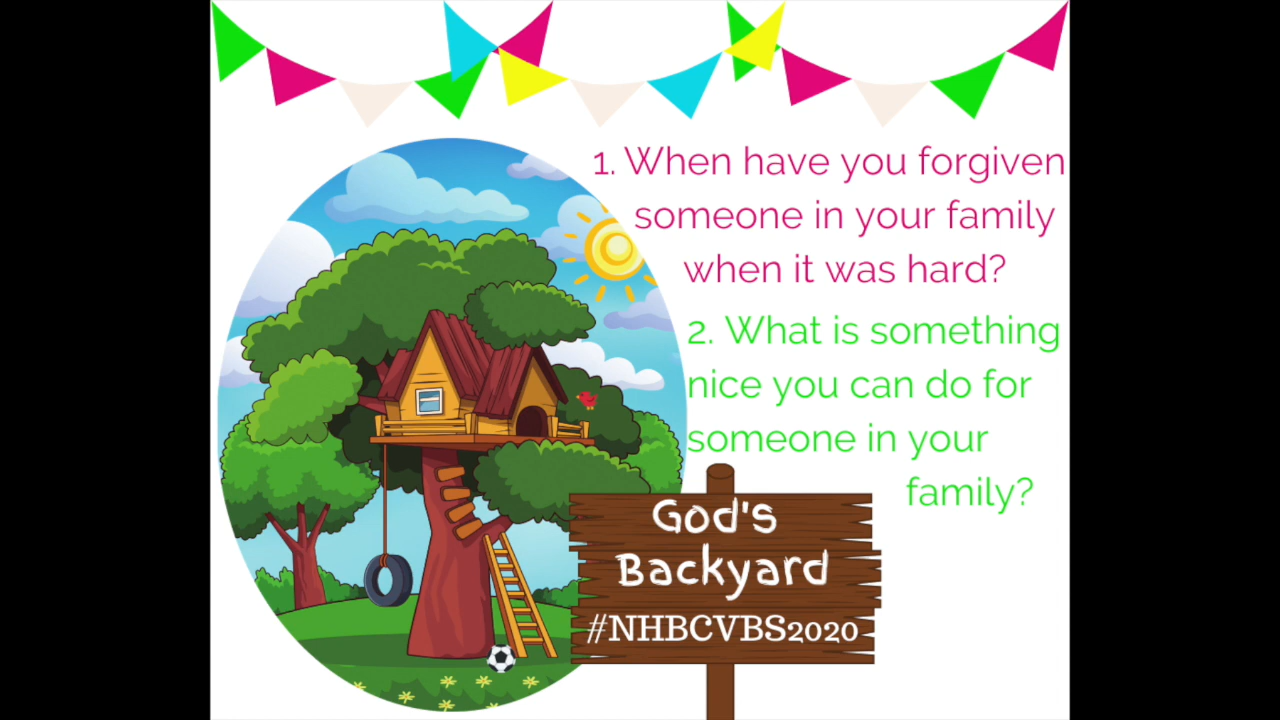 1. When have you forgiven
someone in your family
when it was hard?
2. What is something
nice you can do for
someone in your
family?
God's
Backyard
#NHBCVBS2020